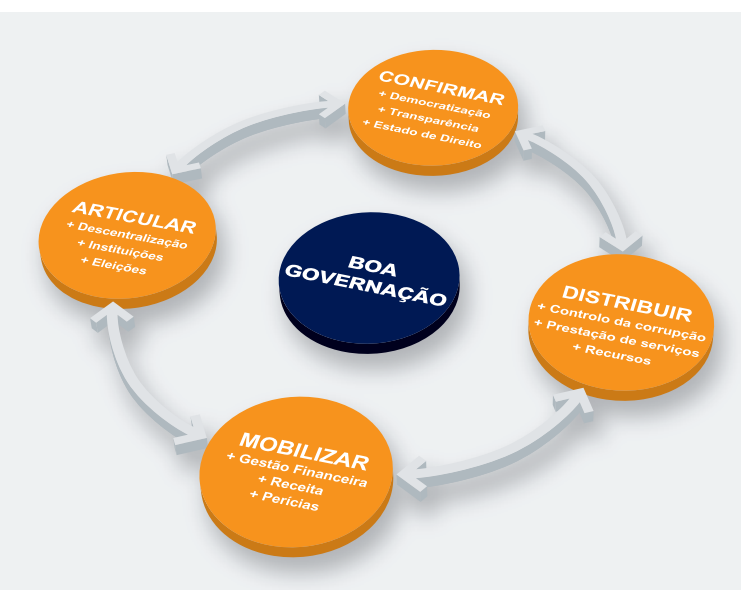 CONFIRMAR
+ Democratização
+ Transparência
+ Estado de Direito
ARTICULAR
+ Descentralização
+ Instituições
+ Eleições
BOA
GOVERNAÇÃO
DISTRIBUIR
+ Controlo da corrupção
+ Prestação de serviços
+ Recursos
MOBILIZAR
+ Gestão Financeira
+ Receita
+ Perícias